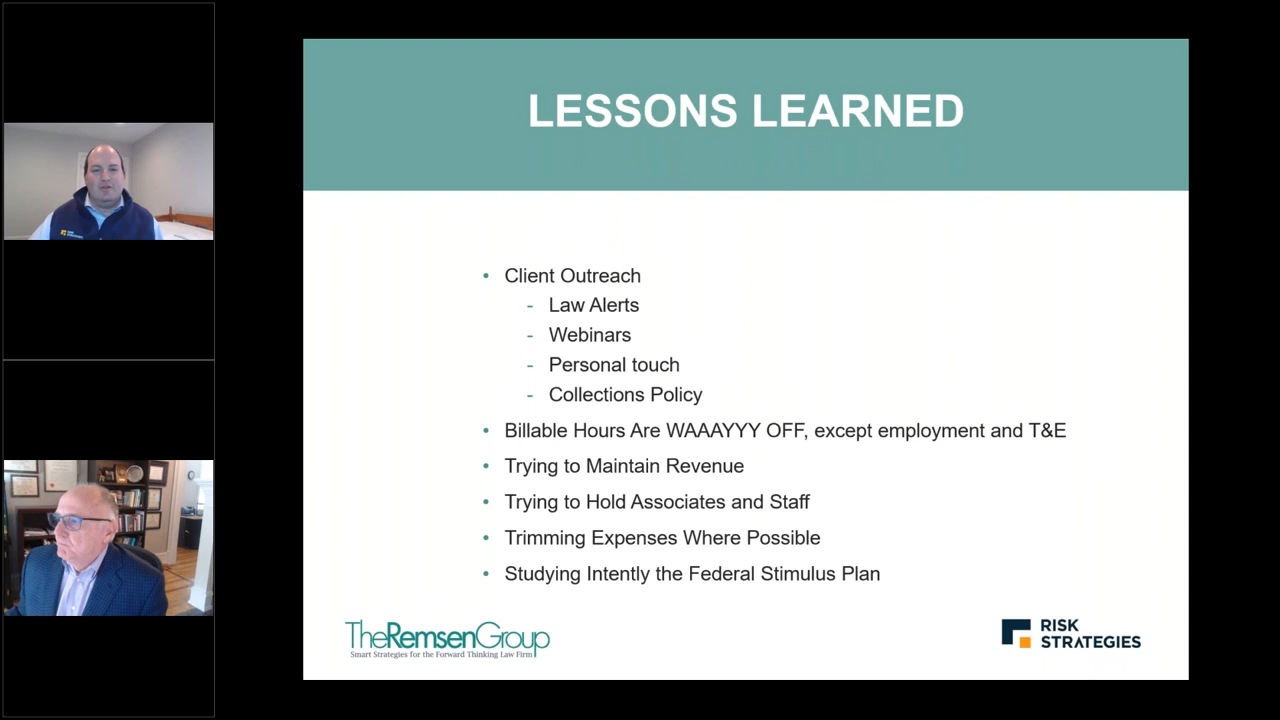 LESSONS LEARNED
• Client Outreach
- Law Alerts
- Webinars
- Personal touch
- Collections Policy
• Billable Hours Are WAAAYYY OFF, except employment and T&E
• Trying to Maintain Revenue
• Trying to Hold Associates and Staff
• Trimming Expenses Where Possible
• Studying Intently the Federal Stimulus Plan
TheRemsenGroup
Smart Strategies for the Forward Thinking Law Firm
RISK
STRATEGIES
RISK
STRATEGIES